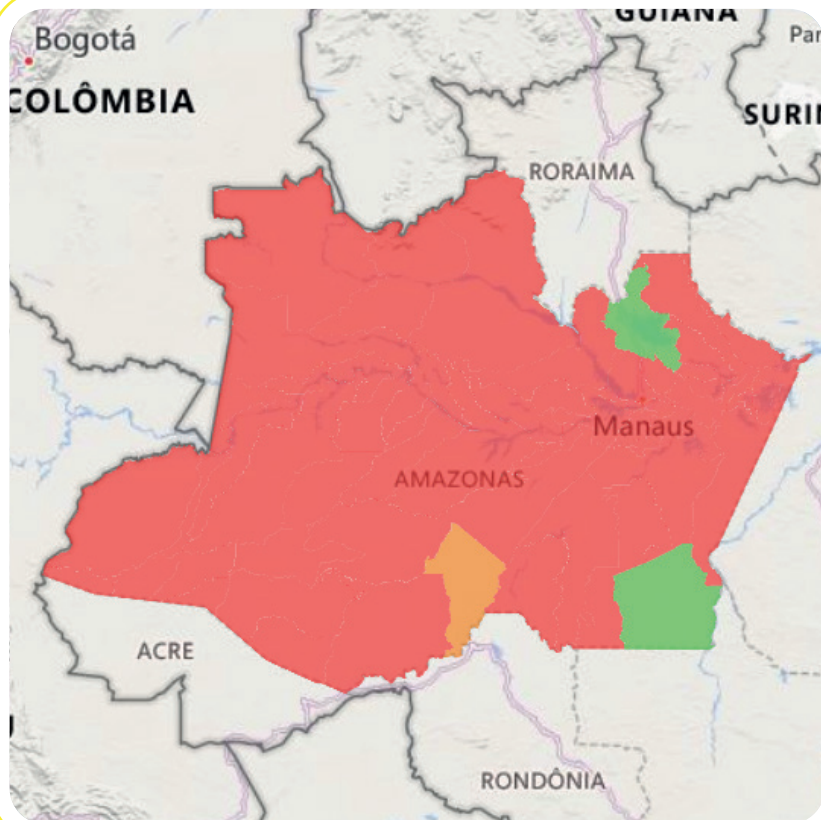 GUIANA
Bogotá
Par
COLÔMBIA
SURIN
RORAIMA
Manaus
AMAZONAS
ACRE
RONDÔNIA